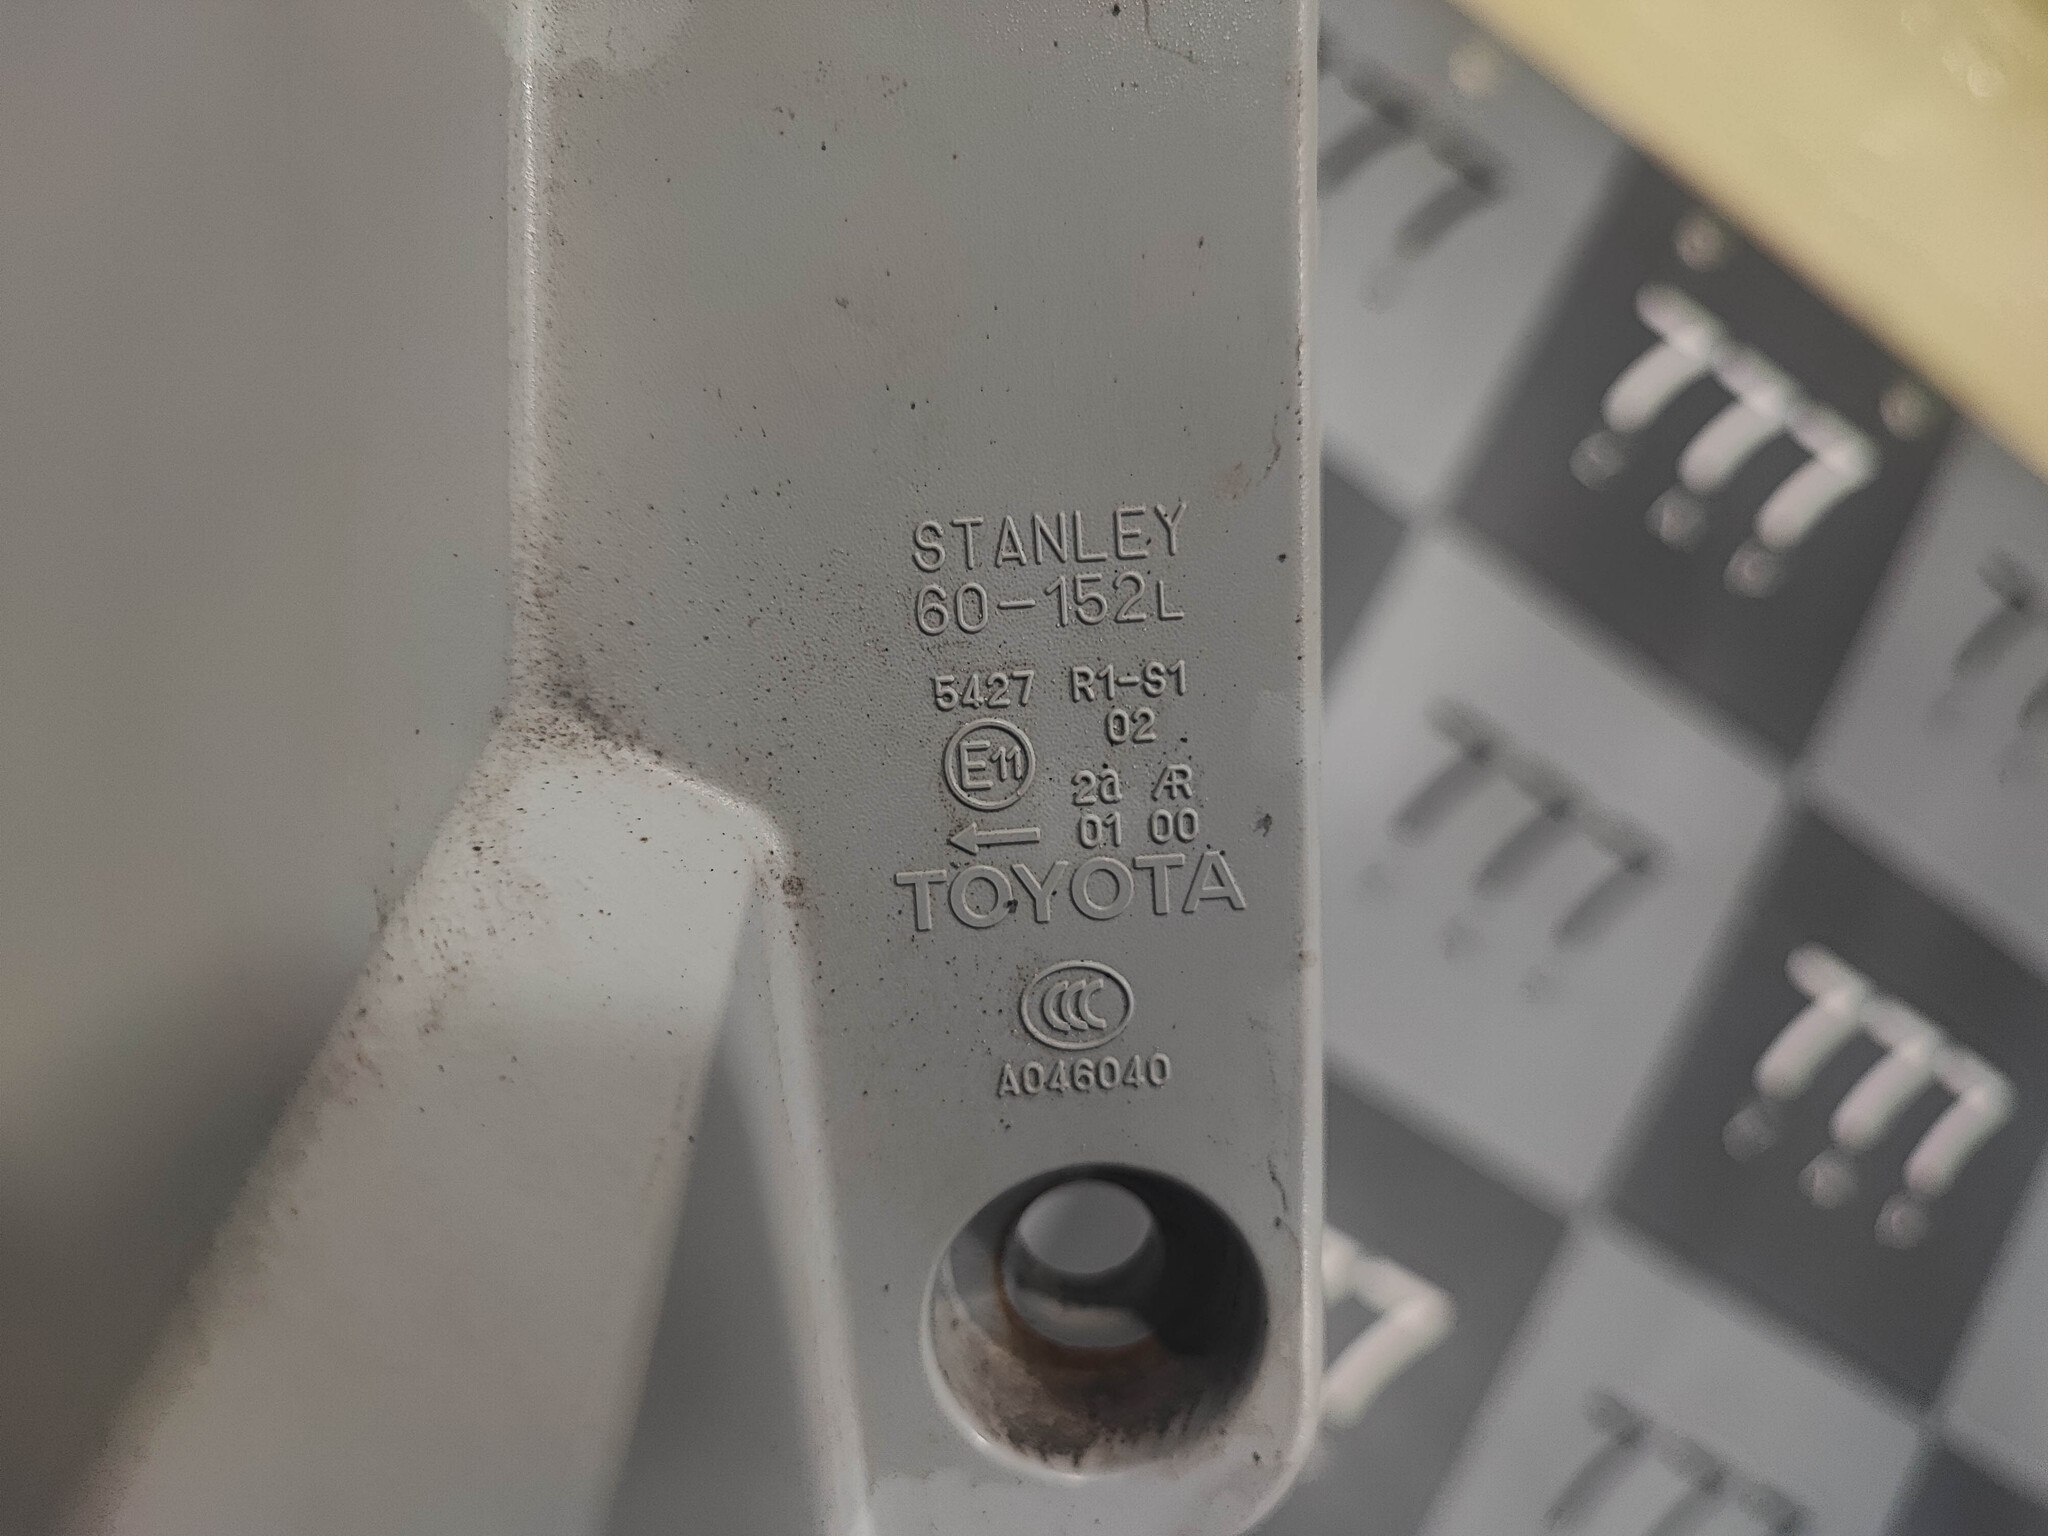 STANLEY
60-152L
5427 R1-S1
02
E11
2a AR
← 01 00
TOYOTA
CCC
A046040